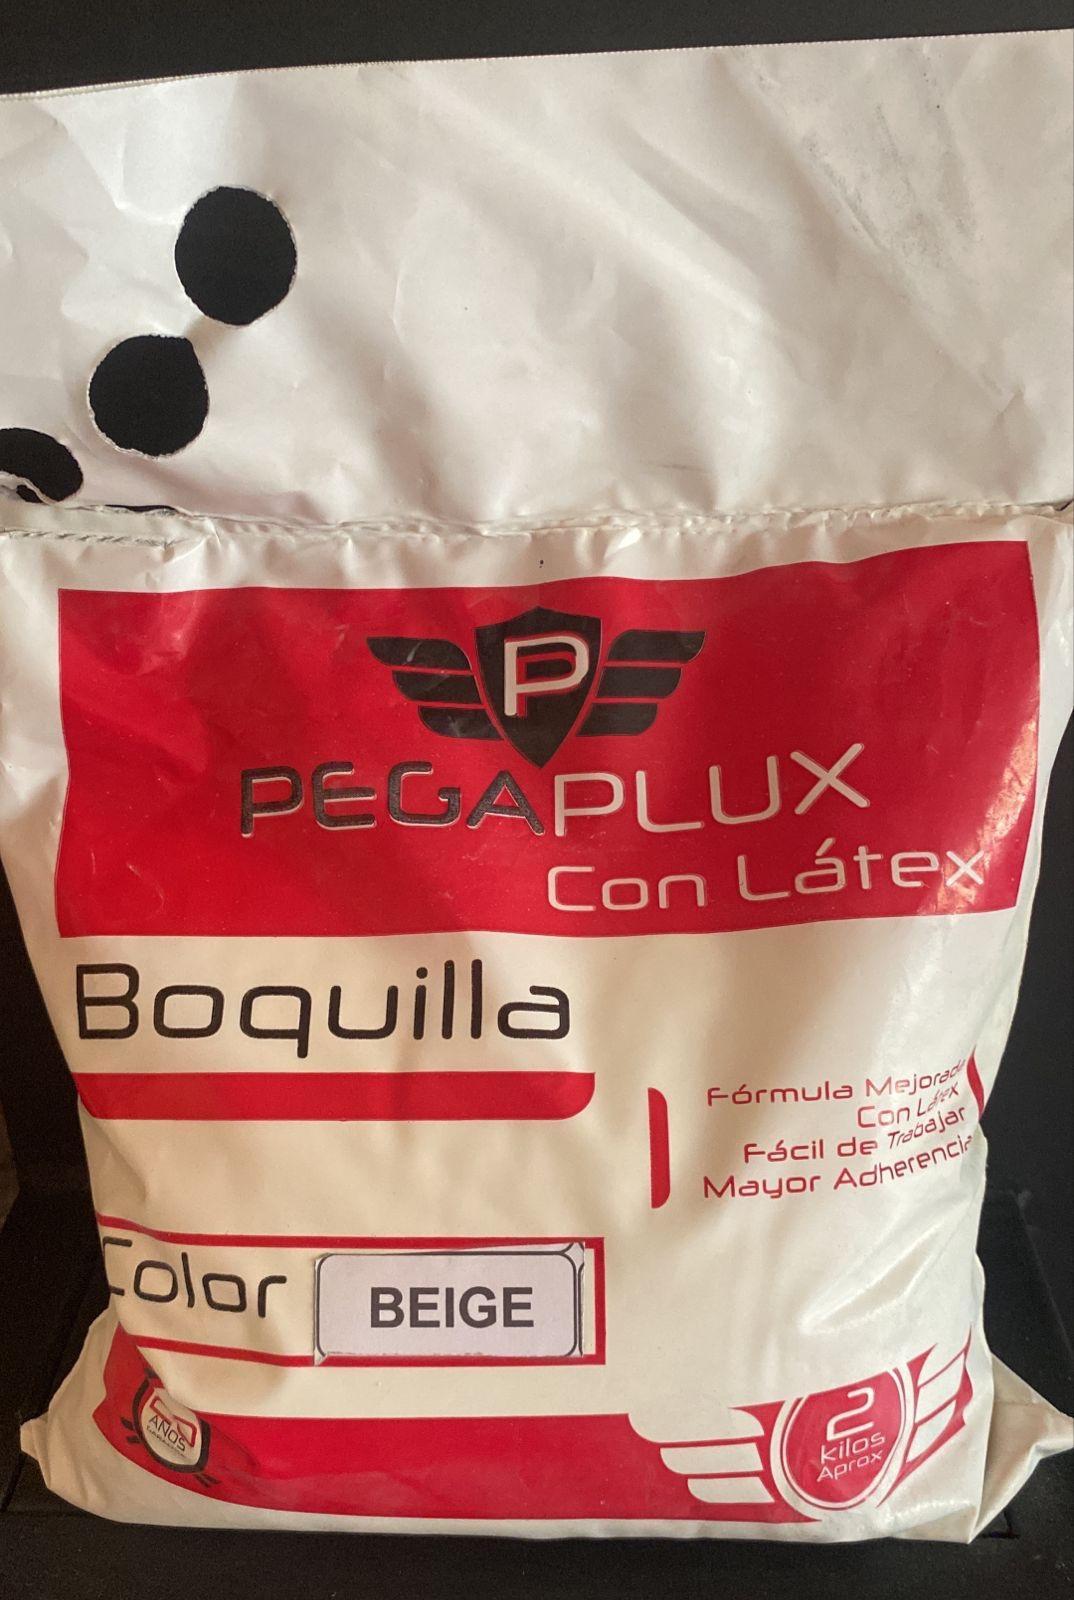 P
PEGAPLUX
Con Látex
Boquilla
Fórmula Mejorada
Con Látex
Fácil de Trabajar
Mayor Adherencia
Color BEIGE
AÑOS
2
kilos
Aprox